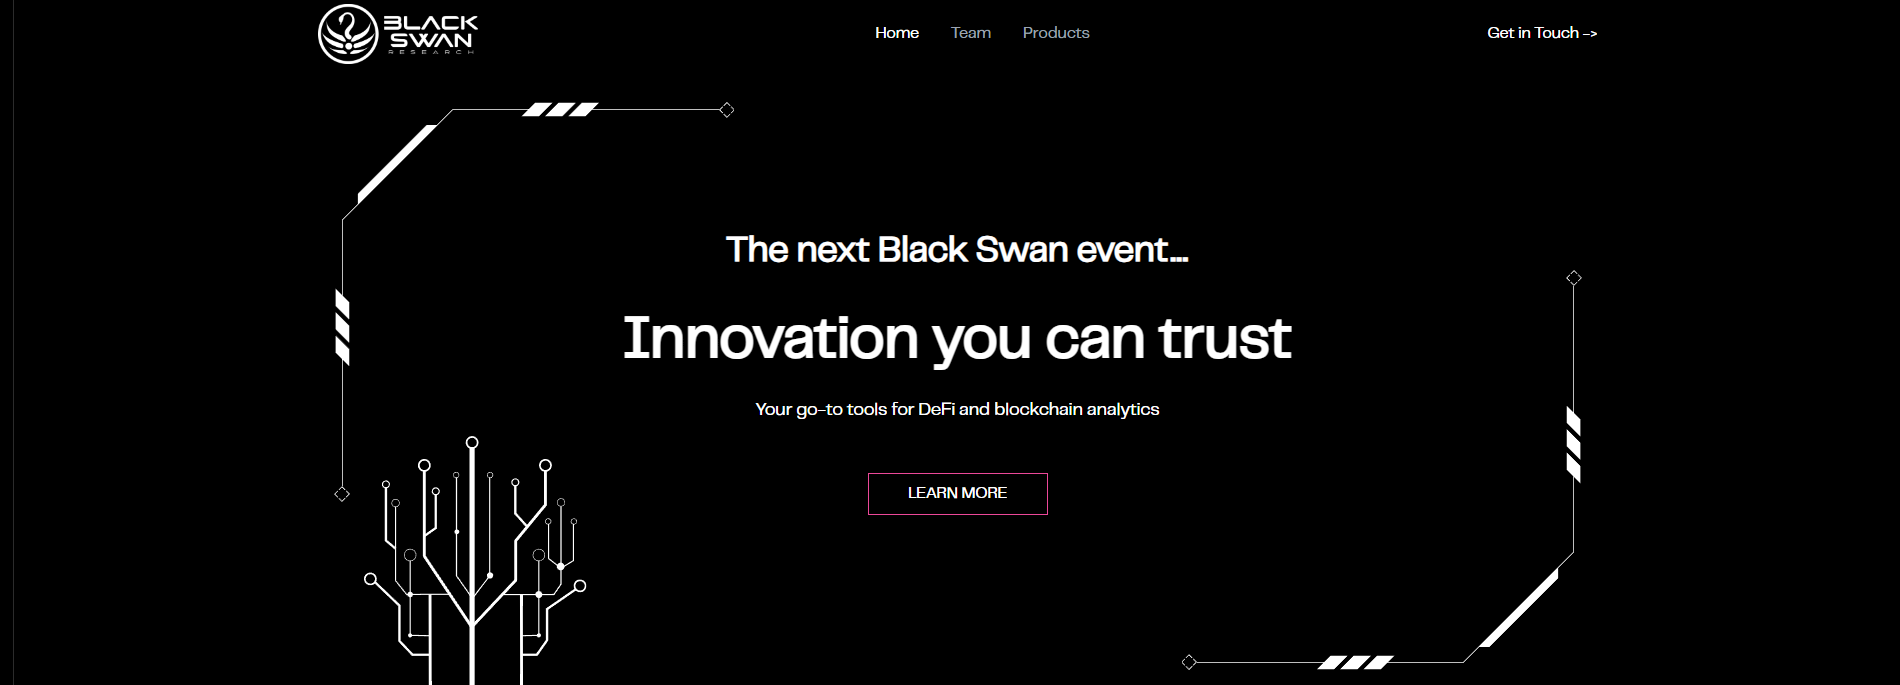 BLACK
SWAN
RESEARCH
Home Team Products
Get in Touch ->
The next Black Swan event...
Innovation you can trust
Your go-to tools for DeFi and blockchain analytics
LEARN MORE